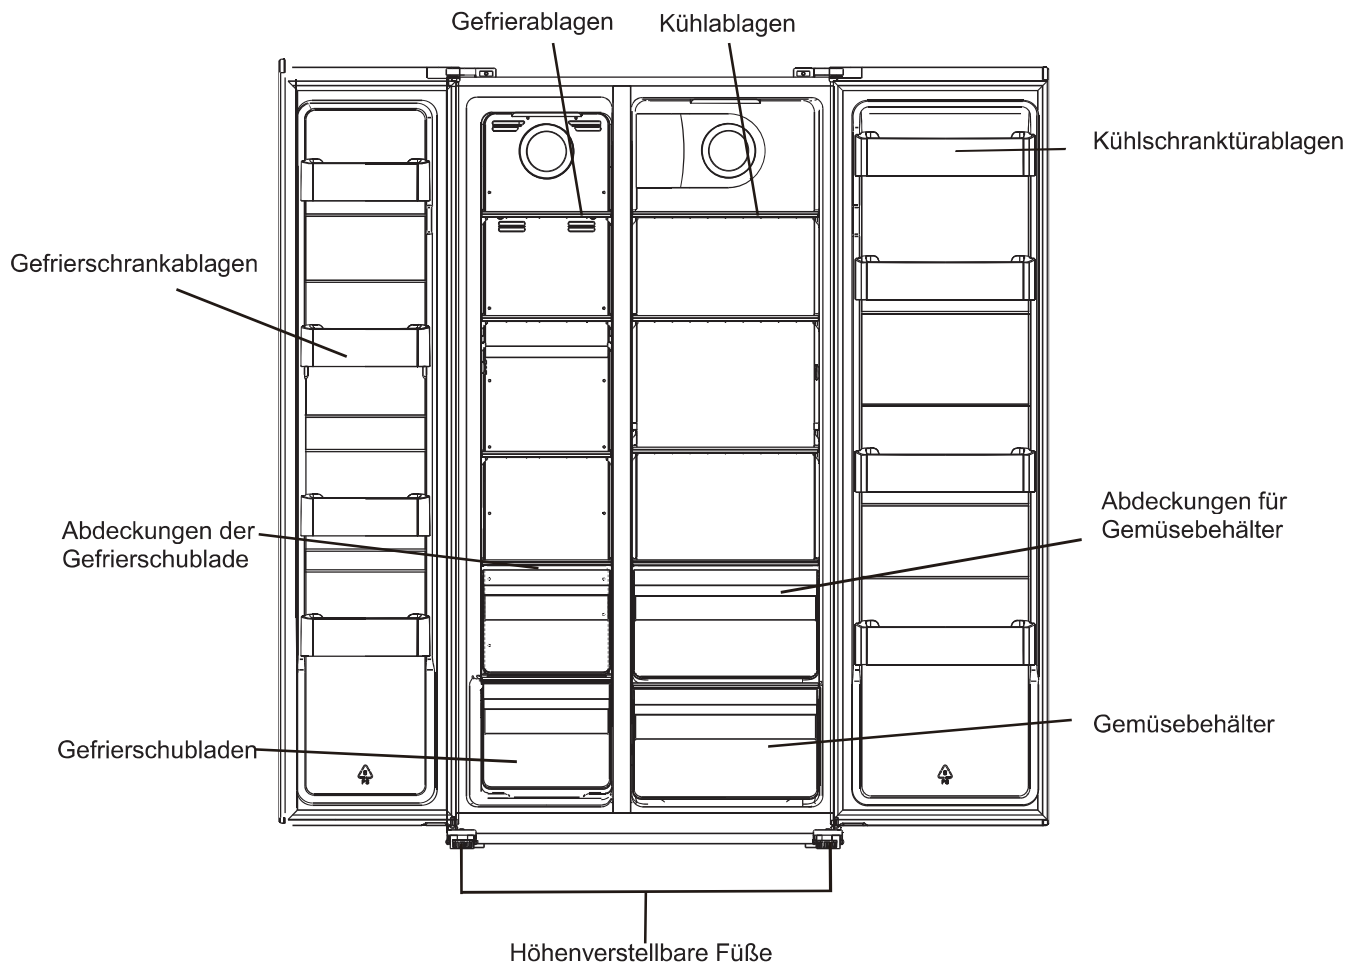 Gefrierablagen
Kühlablagen
Kühlschranktürablagen
Gefrierschrankablagen
Abdeckungen für
Gemüsebehälter
Abdeckungen der
Gefrierschublade
Gemüsebehälter
Gefrierschubladen
Höhenverstellbare Füße